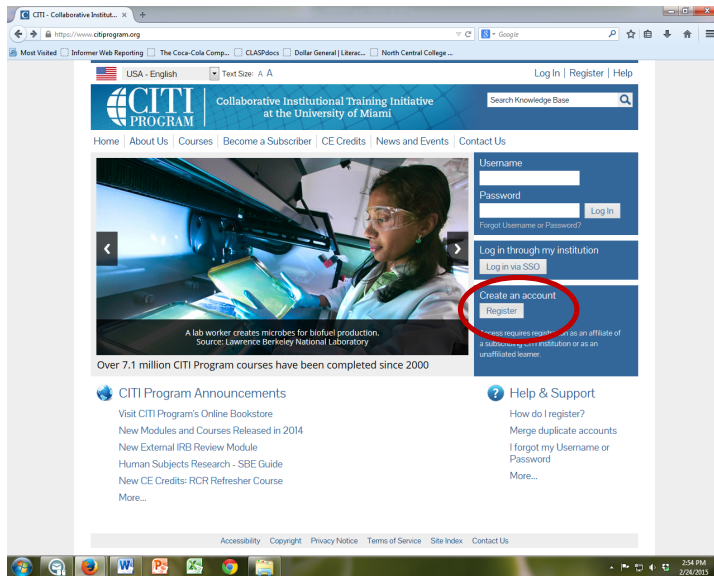 CITI - Collaborative Institut... × +
https://www.citiprogram.org
Google
Most Visited Informer Web Reporting The Coca-Cola Comp... CLASPdocs Dollar General | Literac... North Central College ...
USA - English Text Size: A A
Log In | Register | Help
CITI PROGRAM
Collaborative Institutional Training Initiative
at the University of Miami
Search Knowledge Base
Home About Us Courses Become a Subscriber CE Credits News and Events Contact Us
Username
Password
Log In
Forgot Username or Password?
Log in through my institution
Log in via SSO
Create an account
Register
Access requires registration as an affiliate of
a subscribing CITI institution or as an
unaffiliated learner.
A lab worker creates microbes for biofuel production.
Source: Lawrence Berkeley National Laboratory
Over 7.1 million CITI Program courses have been completed since 2000
CITI Program Announcements
Visit CITI Program's Online Bookstore
New Modules and Courses Released in 2014
New External IRB Review Module
Human Subjects Research - SBE Guide
New CE Credits: RCR Refresher Course
More...
? Help & Support
How do I register?
Merge duplicate accounts
I forgot my Username or
Password
More...
Accessibility Copyright Privacy Notice Terms of Service Site Index Contact Us
2:54 PM
2/24/2015